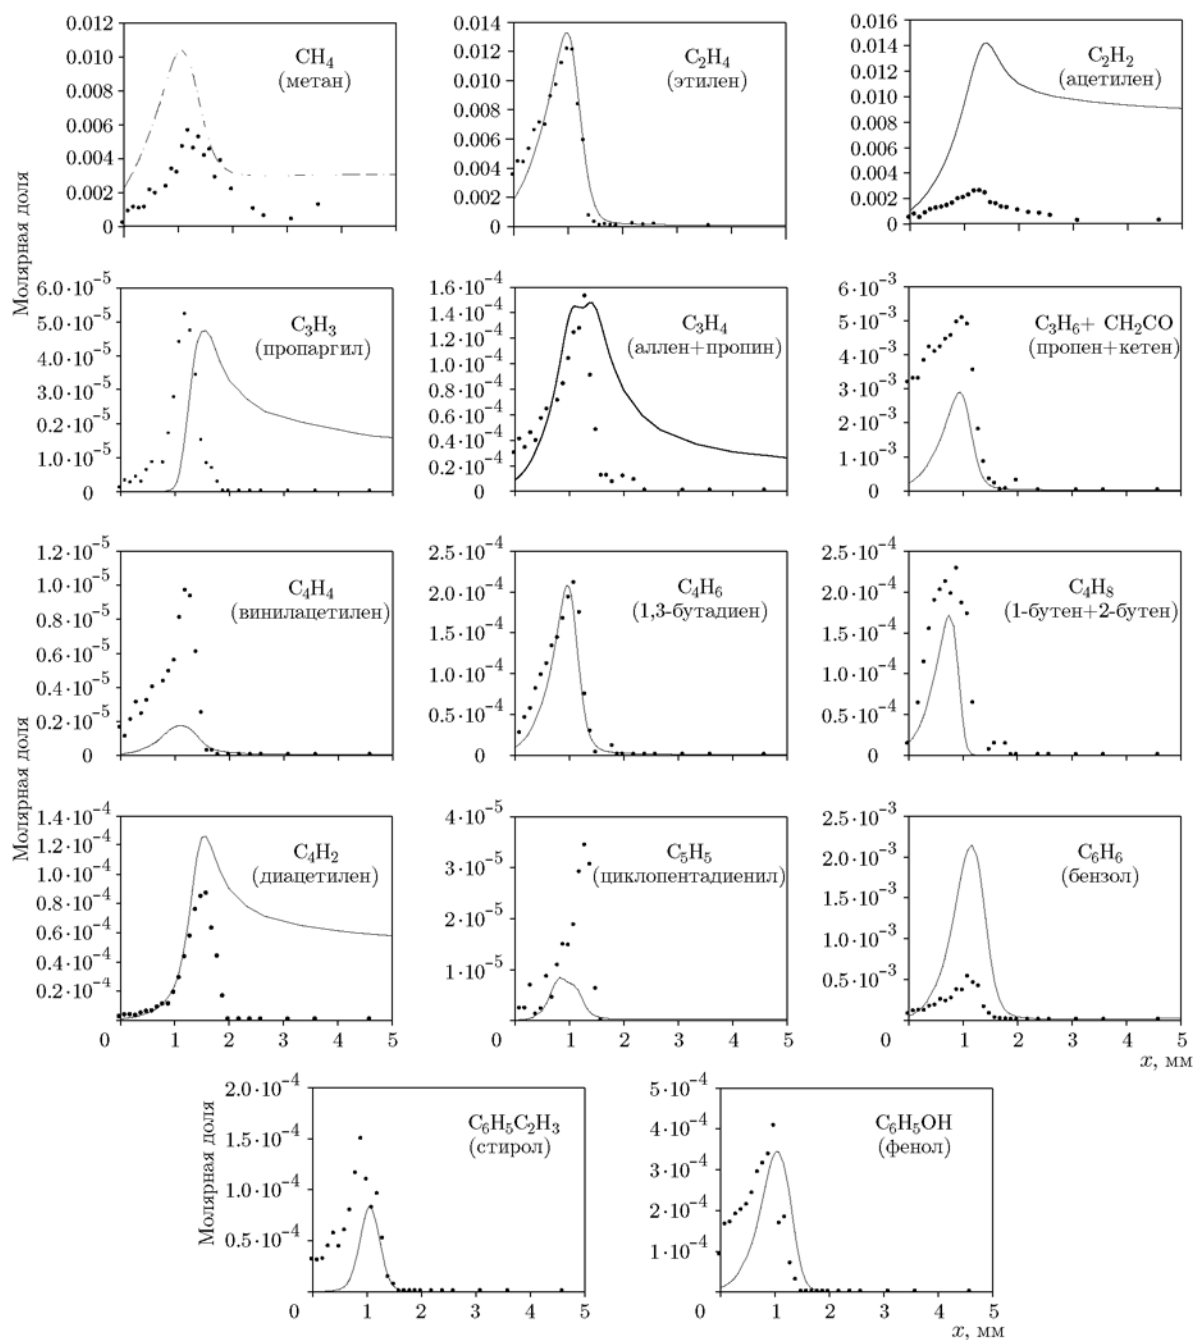 0.012
0.010
0.008
0.006
0.004
0.002
0
CH4
(метан)
0.014
0.012
0.010
0.008
0.006
0.004
0.002
0
C2H4
(этилен)
0.016
0.014
0.012
0.010
0.008
0.006
0.004
0.002
0
C2H2
(ацетилен)
Молярная доля
6.0·10−5
5.0·10−5
4.0·10−5
3.0·10−5
0.2·10−5
1.0·10−5
0
C3H3
(пропаргил)
1.6·10−4
1.4·10−4
1.2·10−4
1.0·10−4
0.8·10−4
0.6·10−4
0.4·10−4
0.2·10−4
0
C3H4
(аллен+пропин)
6·10−3
5·10−3
4·10−3
3·10−3
2·10−3
1·10−3
0
C3H6+ CH2CO
(пропен+кетен)
1.2·10−5
1.0·10−5
0.8·10−5
0.6·10−5
0.4·10−5
0.2·10−5
0
C4H4
(винилацетилен)
2.5·10−4
2.0·10−4
1.5·10−4
1.0·10−4
0.5·10−4
0
C4H6
(1,3-бутадиен)
2.5·10−4
2.0·10−4
1.5·10−4
1.0·10−4
0.5·10−4
0
C4H8
(1-бутен+2-бутен)
Молярная доля
1.4·10−4
1.2·10−4
1.0·10−4
0.8·10−4
0.6·10−4
0.4·10−4
0.2·10−4
C4H2
(диацетилен)
0 1 2 3 4 5
4·10−5
3·10−5
2·10−5
1·10−5
C5H5
(циклопентадиенил)
0 1 2 3 4 5
2.5·10−3
2.0·10−3
1.5·10−3
1.0·10−3
0.5·10−3
C6H6
(бензол)
0 1 2 3 4 5
x, мм
Молярная доля
2.0·10−4
1.5·10−4
1.0·10−4
0.5·10−4
C6H5C2H3
(стирол)
0 1 2 3 4 5
5·10−4
4·10−4
3·10−4
2·10−4
1·10−4
C6H5OH
(фенол)
0 1 2 3 4 5
x, мм